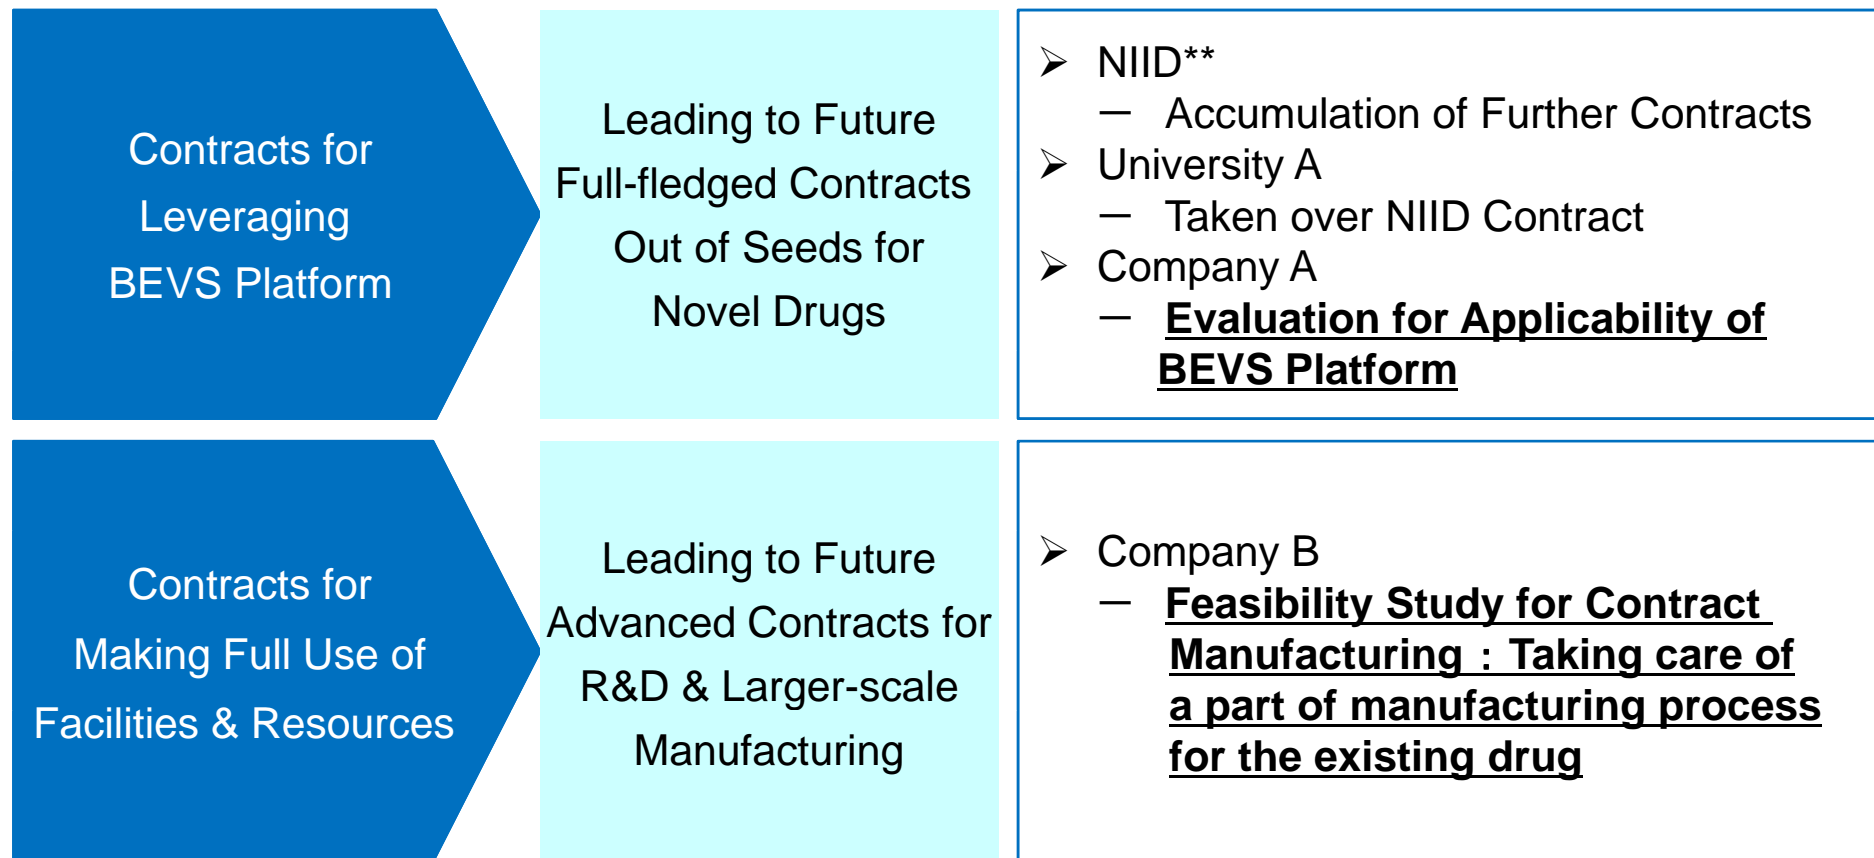 Contracts for
Leveraging
BEVS Platform
Leading to Future
Full-fledged Contracts
Out of Seeds for
Novel Drugs
➢ NIID**
— Accumulation of Further Contracts
➢ University A
— Taken over NIID Contract
➢ Company A
— Evaluation for Applicability of
BEVS Platform
Contracts for
Making Full Use of
Facilities & Resources
Leading to Future
Advanced Contracts for
R&D & Larger-scale
Manufacturing
➢ Company B
— Feasibility Study for Contract
Manufacturing：Taking care of
a part of manufacturing process
for the existing drug